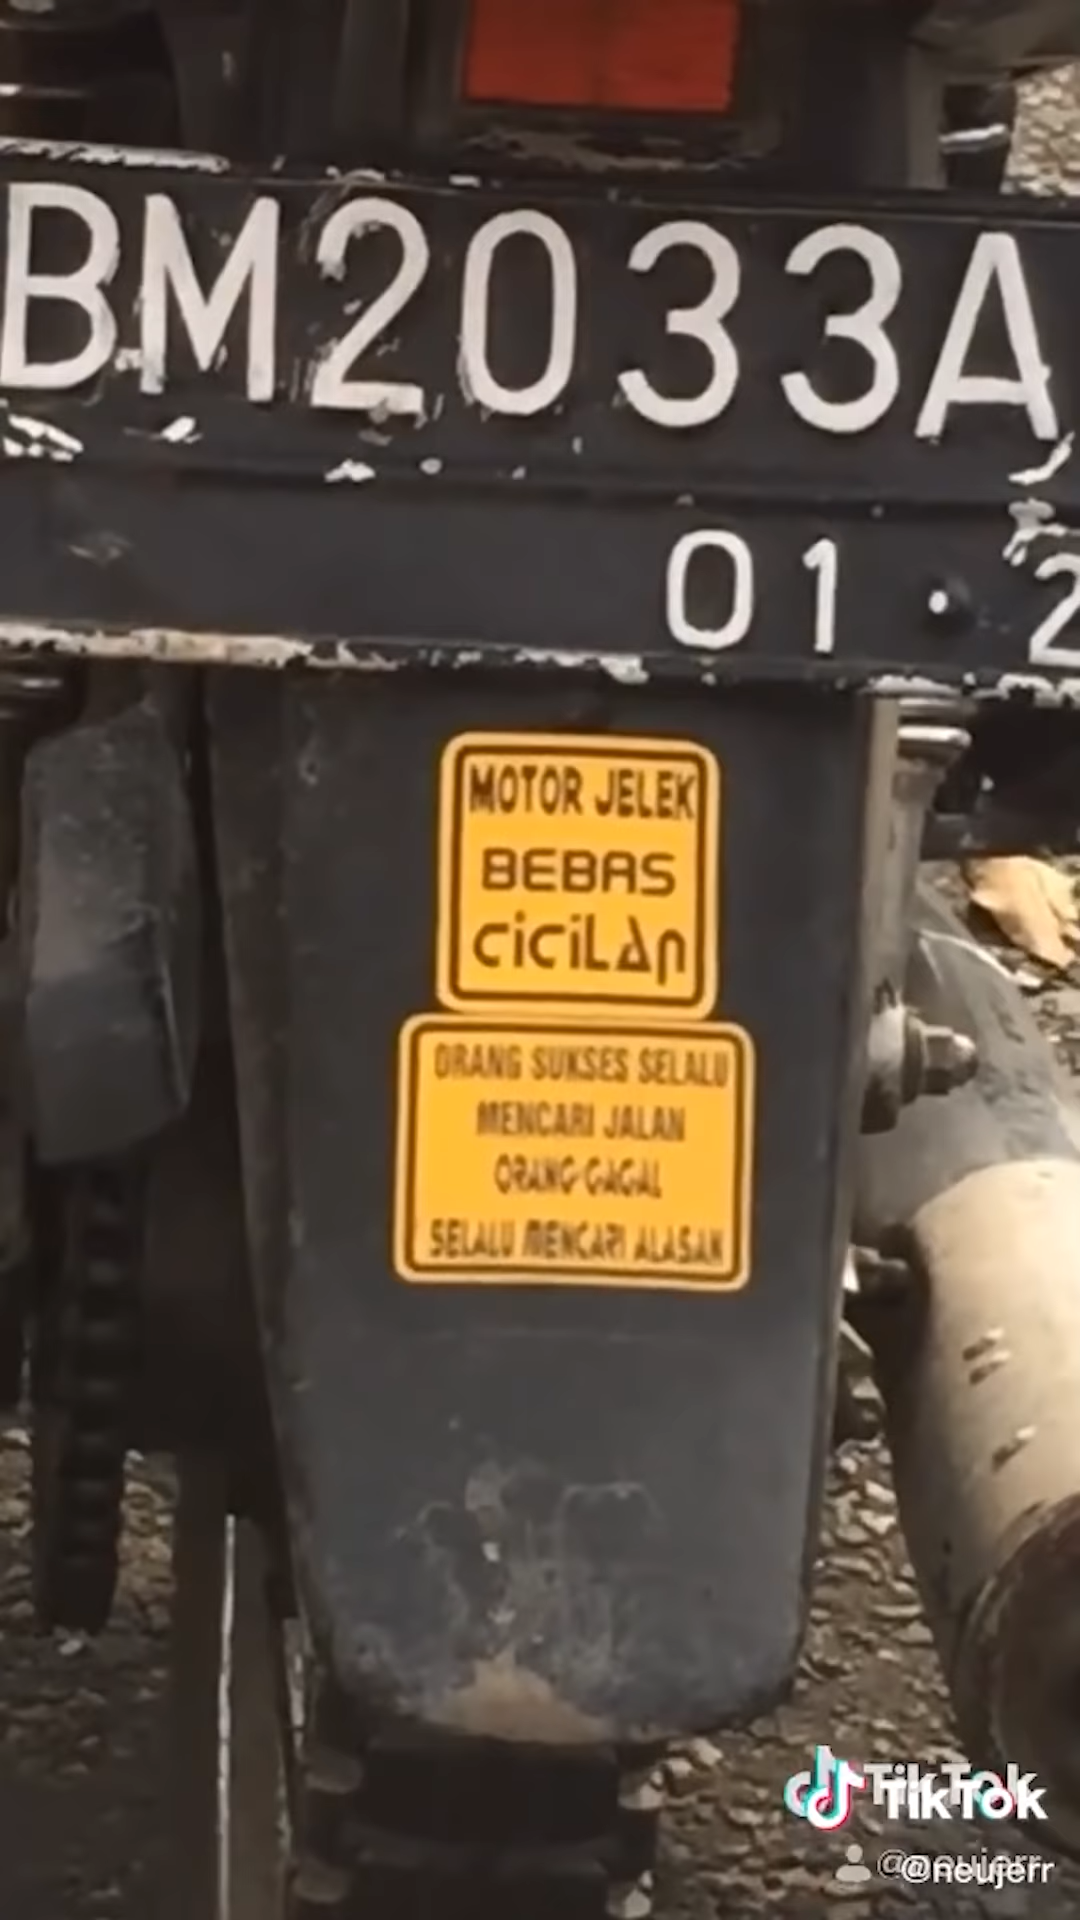 BM2033A
01 · 2
MOTOR JELEK
BEBAS
CiCiLAn
ORANG SUKSES SELALU
MENCARI JALAN
ORANG GAGAL
SELALU MENCARI ALASAN
TikTok
@neujerr